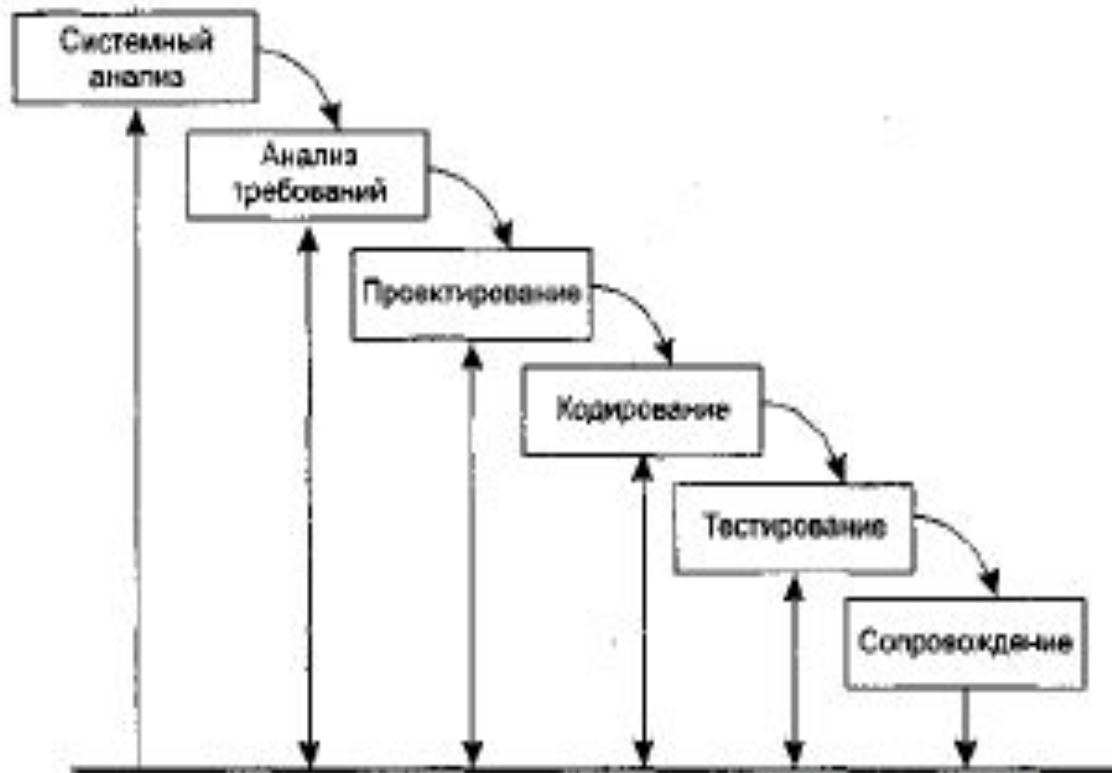 Системный
анализ
Анализ
требований
Проектирование
Кодирование
Тестирование
Сопровождение